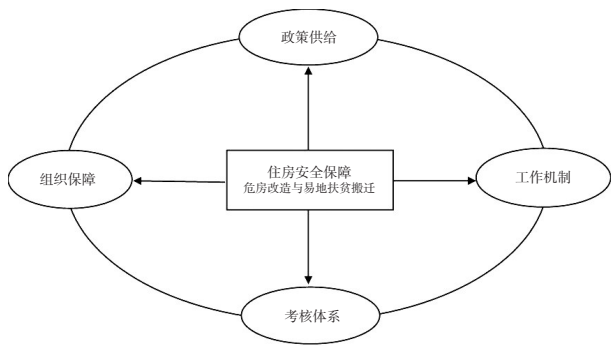 政策供给
组织保障
住房安全保障
危房改造与易地扶贫搬迁
工作机制
考核体系